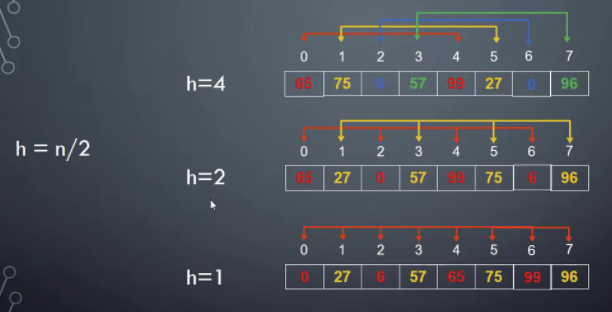 0 1 2 3 4 5 6 7
h=4 65 75 6 57 99 27 0 96
h = n/2
0 1 2 3 4 5 6 7
h=2 65 27 0 57 99 75 6 96
0 1 2 3 4 5 6 7
h=1 0 27 6 57 65 75 99 96